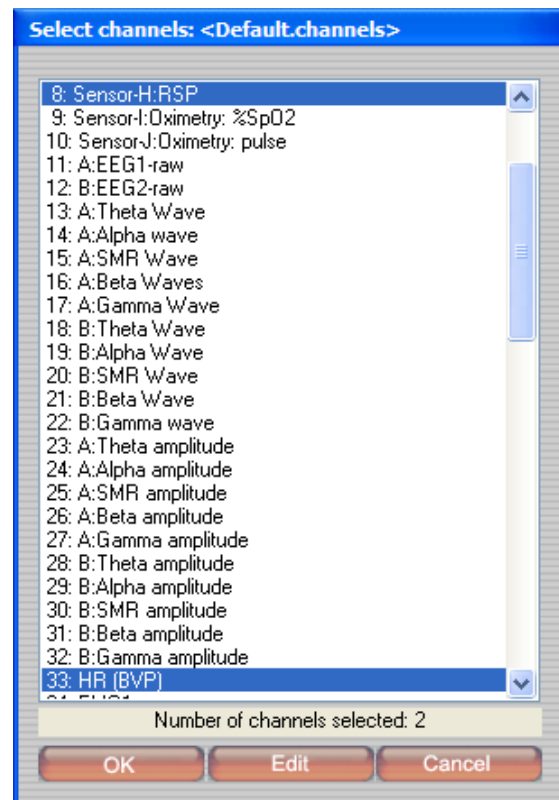 Select channels: <Default.channels>
8: Sensor-H:RSP
9: Sensor-I:Oximetry: %SpO2
10: Sensor-J:Oximetry: pulse
11: A:EEG1-raw
12: B:EEG2-raw
13: A:Theta Wave
14: A:Alpha wave
15: A:SMR Wave
16: A:Beta Waves
17: A:Gamma Wave
18: B:Theta Wave
19: B:Alpha Wave
20: B:SMR Wave
21: B:Beta Wave
22: B:Gamma wave
23: A:Theta amplitude
24: A:Alpha amplitude
25: A:SMR amplitude
26: A:Beta amplitude
27: A:Gamma amplitude
28: B:Theta amplitude
29: B:Alpha amplitude
30: B:SMR amplitude
31: B:Beta amplitude
32: B:Gamma amplitude
33: HR (BVP)
Number of channels selected: 2
OK Edit Cancel